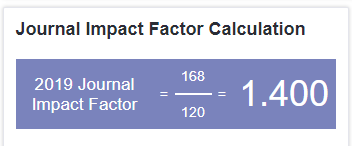 Journal Impact Factor Calculation
2019 Journal
Impact Factor
=
168
120
=
1.400